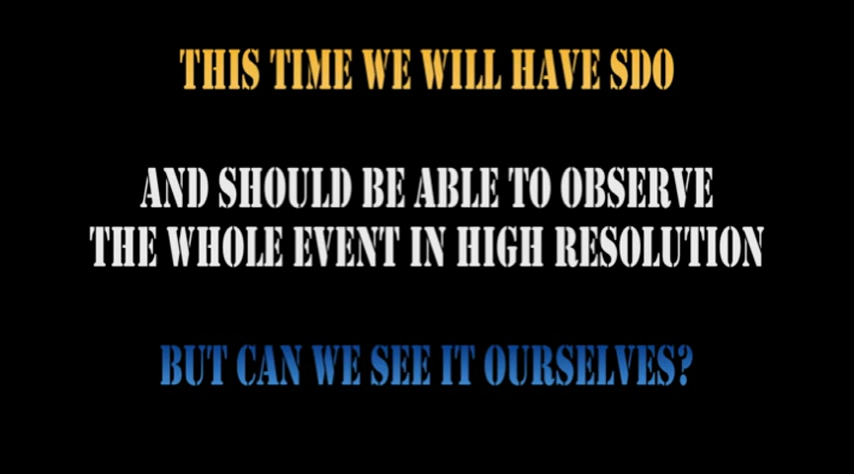 THIS TIME WE WILL HAVE SDO
AND SHOULD BE ABLE TO OBSERVE
THE WHOLE EVENT IN HIGH RESOLUTION
BUT CAN WE SEE IT OURSELVES?